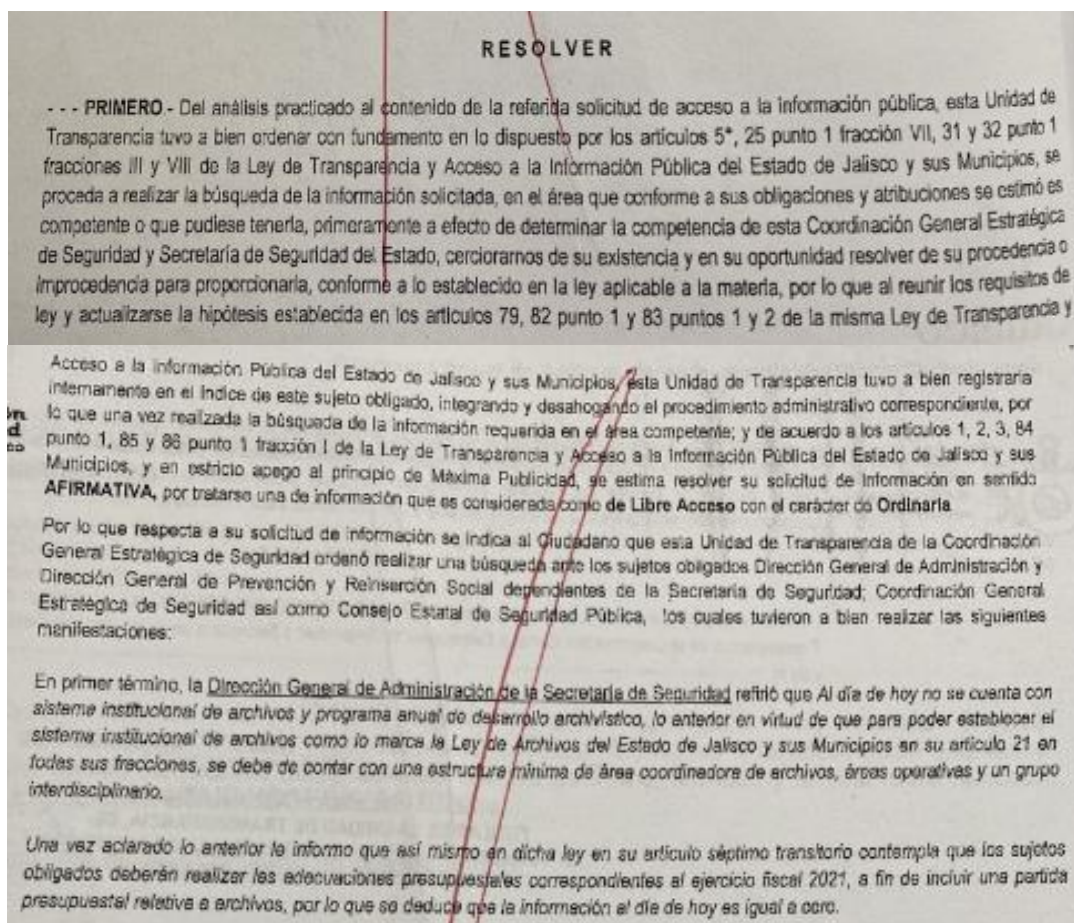 RESOLVER
- - - PRIMERO.- Del análisis practicado al contenido de la referida solicitud de acceso a la información pública, esta Unidad de
Transparencia tuvo a bien ordenar con fundamento en lo dispuesto por los artículos 5°, 25 punto 1 fracción VII, 31 y 32 punto 1
fracciones III y VIII de la Ley de Transparencia y Acceso a la Información Pública del Estado de Jalisco y sus Municipios, se
proceda a realizar la búsqueda de la información solicitada, en el área que conforme a sus obligaciones y atribuciones se estimó es
competente o que pudiese tenerla, primeramente a efecto de determinar la competencia de esta Coordinación General Estratégica
de Seguridad y Secretaría de Seguridad del Estado, cerciorarnos de su existencia y en su oportunidad resolver de su procedencia o
improcedencia para proporcionarla, conforme a lo establecido en la ley aplicable a la materia, por lo que al reunir los requisitos de
ley y actualizarse la hipótesis establecida en los artículos 79, 82 punto 1 y 83 puntos 1 y 2 de la misma Ley de Transparencia y
Acceso a la Información Pública del Estado de Jalisco y sus Municipios, esta Unidad de Transparencia tuvo a bien registrarla
internamente en el índice de este sujeto obligado, integrando y desahogando el procedimiento administrativo correspondiente, por
lo que una vez realizada la búsqueda de la información requerida en el área competente; y de acuerdo a los artículos 1, 2, 3, 84
punto 1, 85 y 86 punto 1 fracción I de la Ley de Transparencia y Acceso a la Información Pública del Estado de Jalisco y sus
Municipios, y en estricto apego al principio de Máxima Publicidad, se estima resolver su solicitud de Información en sentido
AFIRMATIVA, por tratarse una de información que es considerada como de Libre Acceso con el carácter de Ordinaria
Por lo que respecta a su solicitud de información se indica al Ciudadano que esta Unidad de Transparencia de la Coordinación
General Estratégica de Seguridad ordenó realizar una búsqueda ante los sujetos obligados Dirección General de Administración y
Dirección General de Prevención y Reinserción Social dependientes de la Secretaría de Seguridad; Coordinación General
Estratégica de Seguridad así como Consejo Estatal de Seguridad Pública, los cuales tuvieron a bien realizar las siguientes
manifestaciones:
En primer término, la Dirección General de Administración de la Secretaría de Seguridad refirió que Al día de hoy no se cuenta con
sistema institucional de archivos y programa anual de desarrollo archivístico, lo anterior en virtud de que para poder establecer el
sistema institucional de archivos como lo marca la Ley de Archivos del Estado de Jalisco y sus Municipios en su artículo 21 en
todas sus fracciones, se debe de contar con una estructura mínima de área coordinadora de archivos, áreas operativas y un grupo
interdisciplinario.
Una vez aclarado lo anterior le informo que así mismo en dicha ley en su artículo séptimo transitorio contempla que los sujetos
obligados deberán realizar las adecuaciones presupuestales correspondientes al ejercicio fiscal 2021, a fin de incluir una partida
presupuestal relativa a archivos, por lo que se deduce que la información al día de hoy es igual a cero.